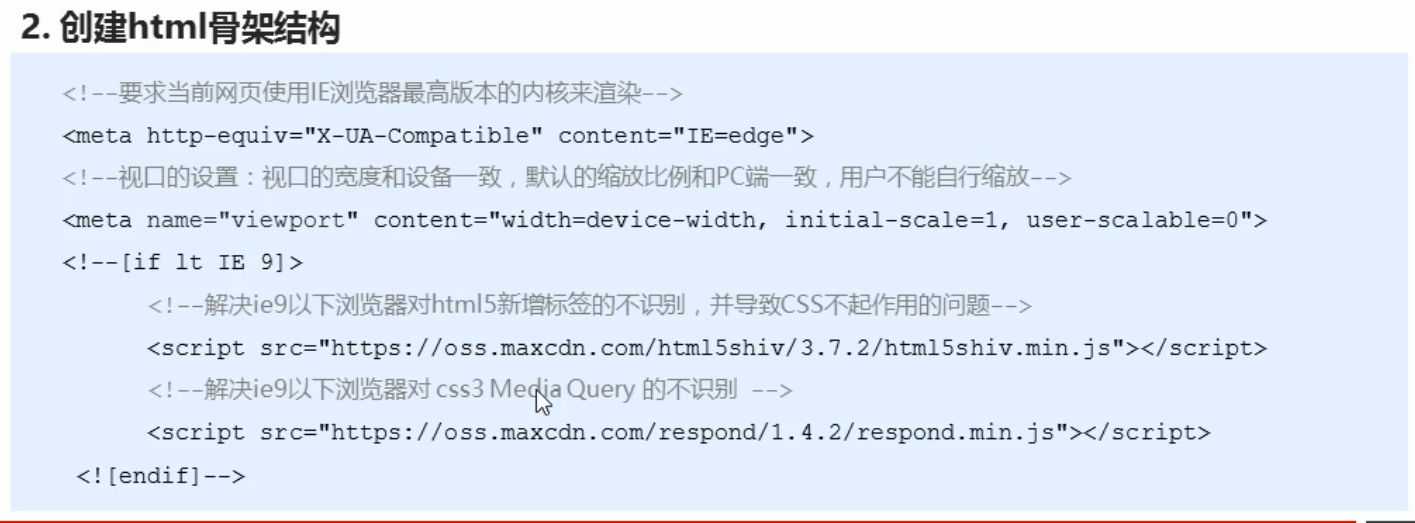 2. 创建html骨架结构
<!--要求当前网页使用IE浏览器最高版本的内核来渲染-->
<meta http-equiv="X-UA-Compatible" content="IE=edge">
<!--视口的设置：视口的宽度和设备一致，默认的缩放比例和PC端一致，用户不能自行缩放-->
<meta name="viewport" content="width=device-width, initial-scale=1, user-scalable=0">
<!--[if lt IE 9]>
<!--解决ie9以下浏览器对html5新增标签的不识别，并导致CSS不起作用的问题-->
<script src="https://oss.maxcdn.com/html5shiv/3.7.2/html5shiv.min.js"></script>
<!--解决ie9以下浏览器对 css3 Media Query 的不识别 -->
<script src="https://oss.maxcdn.com/respond/1.4.2/respond.min.js"></script>
<![endif]-->